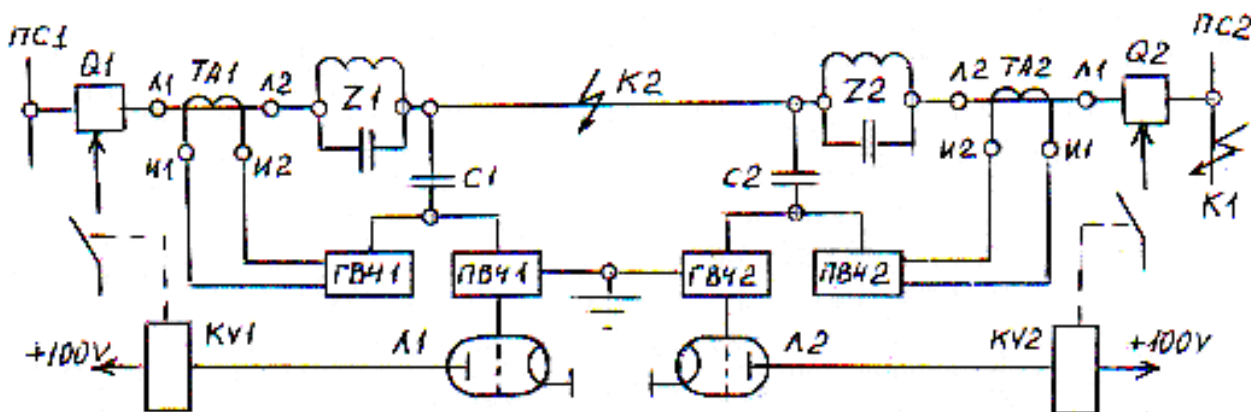 ПС1 Q1 Л1 ТА1 Л2 Z1 К2 Z2 Л2 ТА2 Л1 Q2 ПС2
И1 И2 С1 С2 И2 И1 К1
ГВЧ1 ПВЧ1 ГВЧ2 ПВЧ2
+100V KV1 Л1 Л2 KV2 +100V